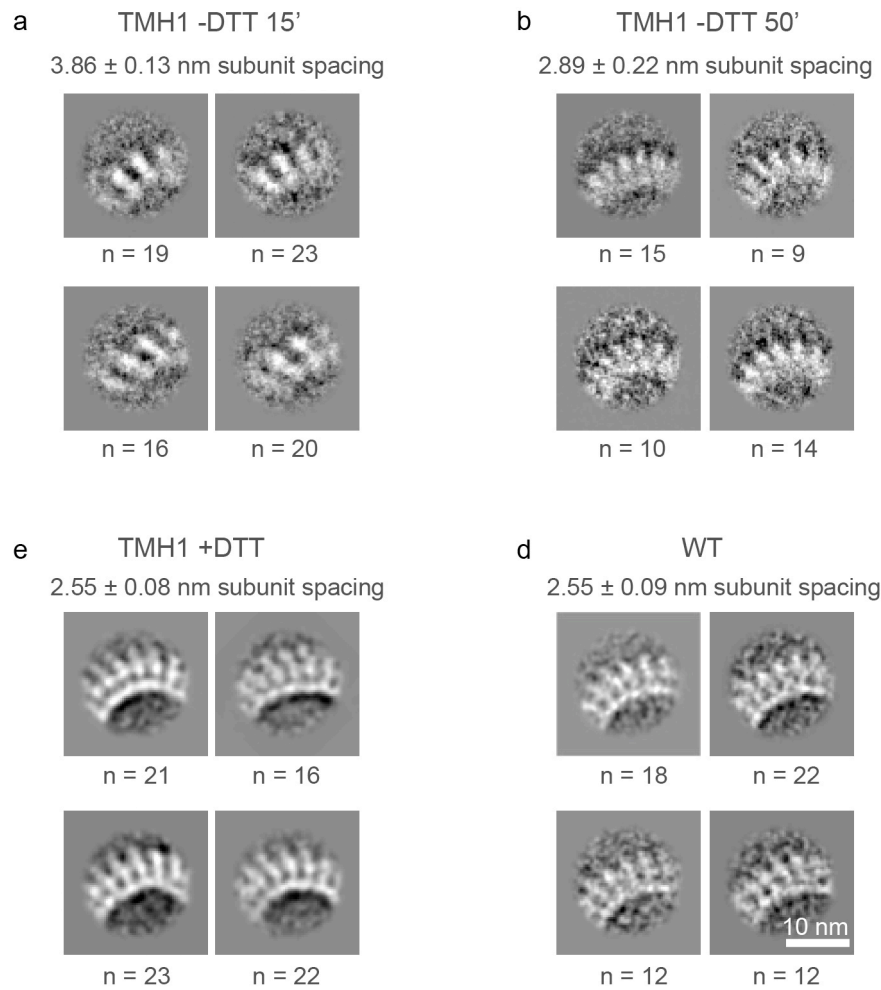 a
TMH1 -DTT 15’
3.86 ± 0.13 nm subunit spacing
n = 19
n = 23
n = 16
n = 20
b
TMH1 -DTT 50’
2.89 ± 0.22 nm subunit spacing
n = 15
n = 9
n = 10
n = 14
e
TMH1 +DTT
2.55 ± 0.08 nm subunit spacing
n = 21
n = 16
n = 23
n = 22
d
WT
2.55 ± 0.09 nm subunit spacing
n = 18
n = 22
10 nm
n = 12
n = 12